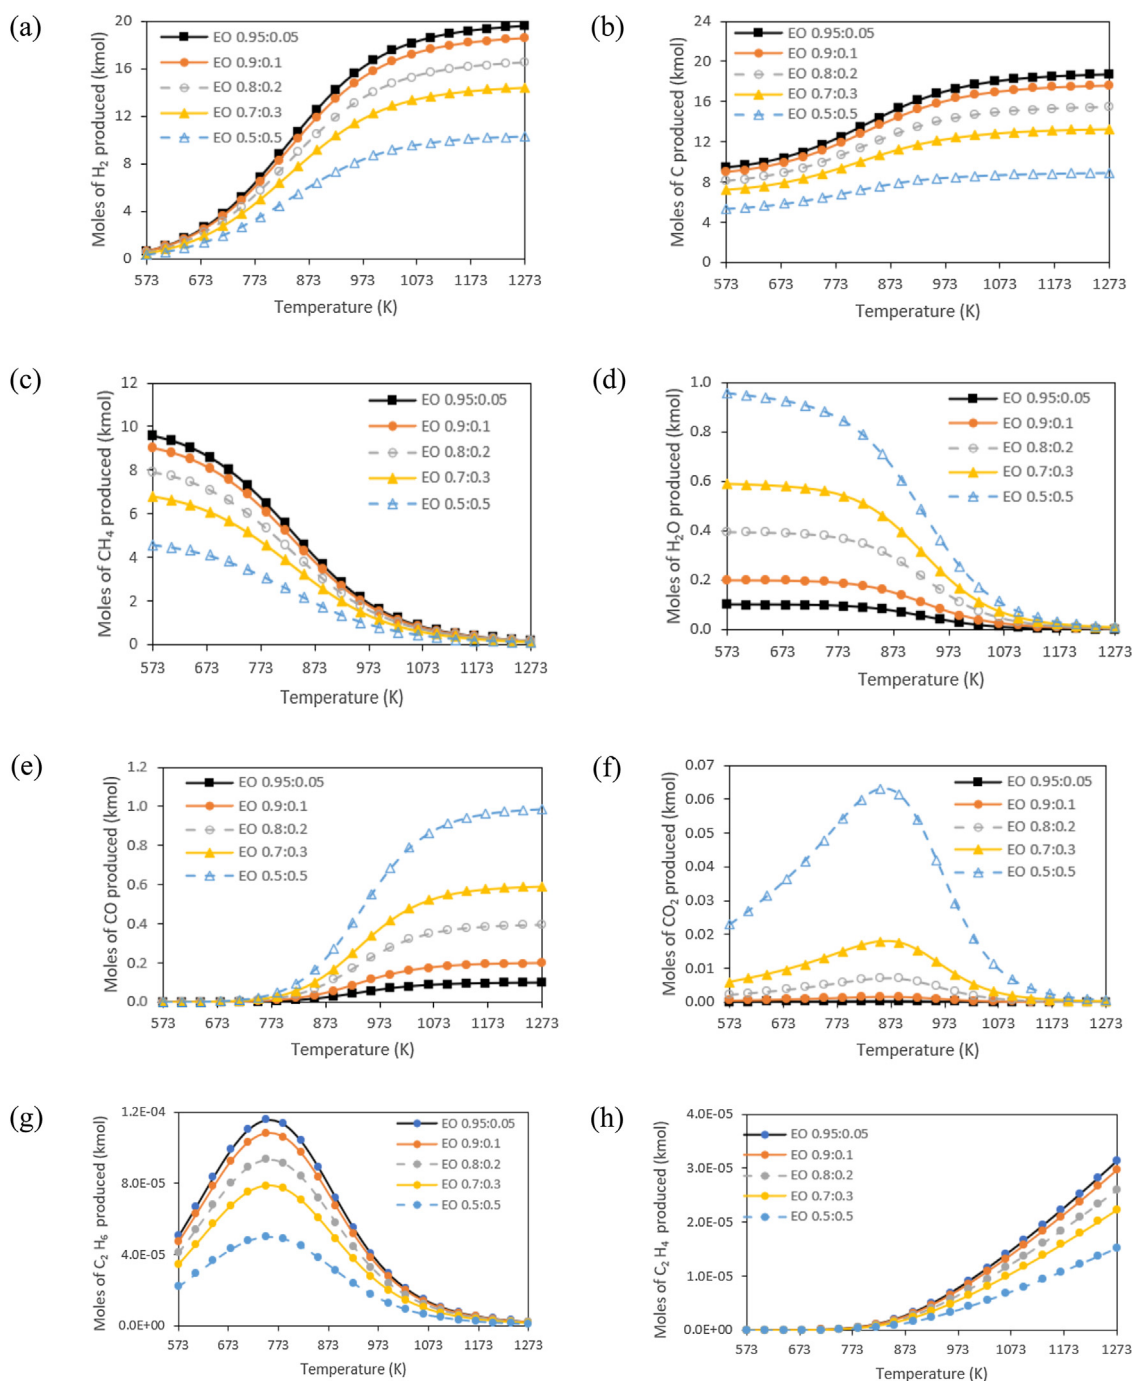 (a)
Moles of H₂ produced (kmol)
20
16
12
8
4
0
EO 0.95:0.05
EO 0.9:0.1
EO 0.8:0.2
EO 0.7:0.3
EO 0.5:0.5
573 673 773 873 973 1073 1173 1273
Temperature (K)
(b)
Moles of C produced (kmol)
24
20
16
12
8
4
0
EO 0.95:0.05
EO 0.9:0.1
EO 0.8:0.2
EO 0.7:0.3
EO 0.5:0.5
573 673 773 873 973 1073 1173 1273
Temperature (K)
(c)
Moles of CH₄ produced (kmol)
12
10
8
6
4
2
0
EO 0.95:0.05
EO 0.9:0.1
EO 0.8:0.2
EO 0.7:0.3
EO 0.5:0.5
573 673 773 873 973 1073 1173 1273
Temperature (K)
(d)
Moles of H₂O produced (kmol)
1.0
0.8
0.6
0.4
0.2
0.0
EO 0.95:0.05
EO 0.9:0.1
EO 0.8:0.2
EO 0.7:0.3
EO 0.5:0.5
573 673 773 873 973 1073 1173 1273
Temperature (K)
(e)
Moles of CO produced (kmol)
1.2
1.0
0.8
0.6
0.4
0.2
0.0
EO 0.95:0.05
EO 0.9:0.1
EO 0.8:0.2
EO 0.7:0.3
EO 0.5:0.5
573 673 773 873 973 1073 1173 1273
Temperature (K)
(f)
Moles of CO₂ produced (kmol)
0.07
0.06
0.05
0.04
0.03
0.02
0.01
0.00
EO 0.95:0.05
EO 0.9:0.1
EO 0.8:0.2
EO 0.7:0.3
EO 0.5:0.5
573 673 773 873 973 1073 1173 1273
Temperature (K)
(g)
Moles of C₂ H₆ produced (kmol)
1.2E-04
8.0E-05
4.0E-05
0.0E+00
EO 0.95:0.05
EO 0.9:0.1
EO 0.8:0.2
EO 0.7:0.3
EO 0.5:0.5
573 673 773 873 973 1073 1173 1273
Temperature (K)
(h)
Moles of C₂ H₄ produced (kmol)
4.0E-05
3.0E-05
2.0E-05
1.0E-05
0.0E+00
EO 0.95:0.05
EO 0.9:0.1
EO 0.8:0.2
EO 0.7:0.3
EO 0.5:0.5
573 673 773 873 973 1073 1173 1273
Temperature (K)